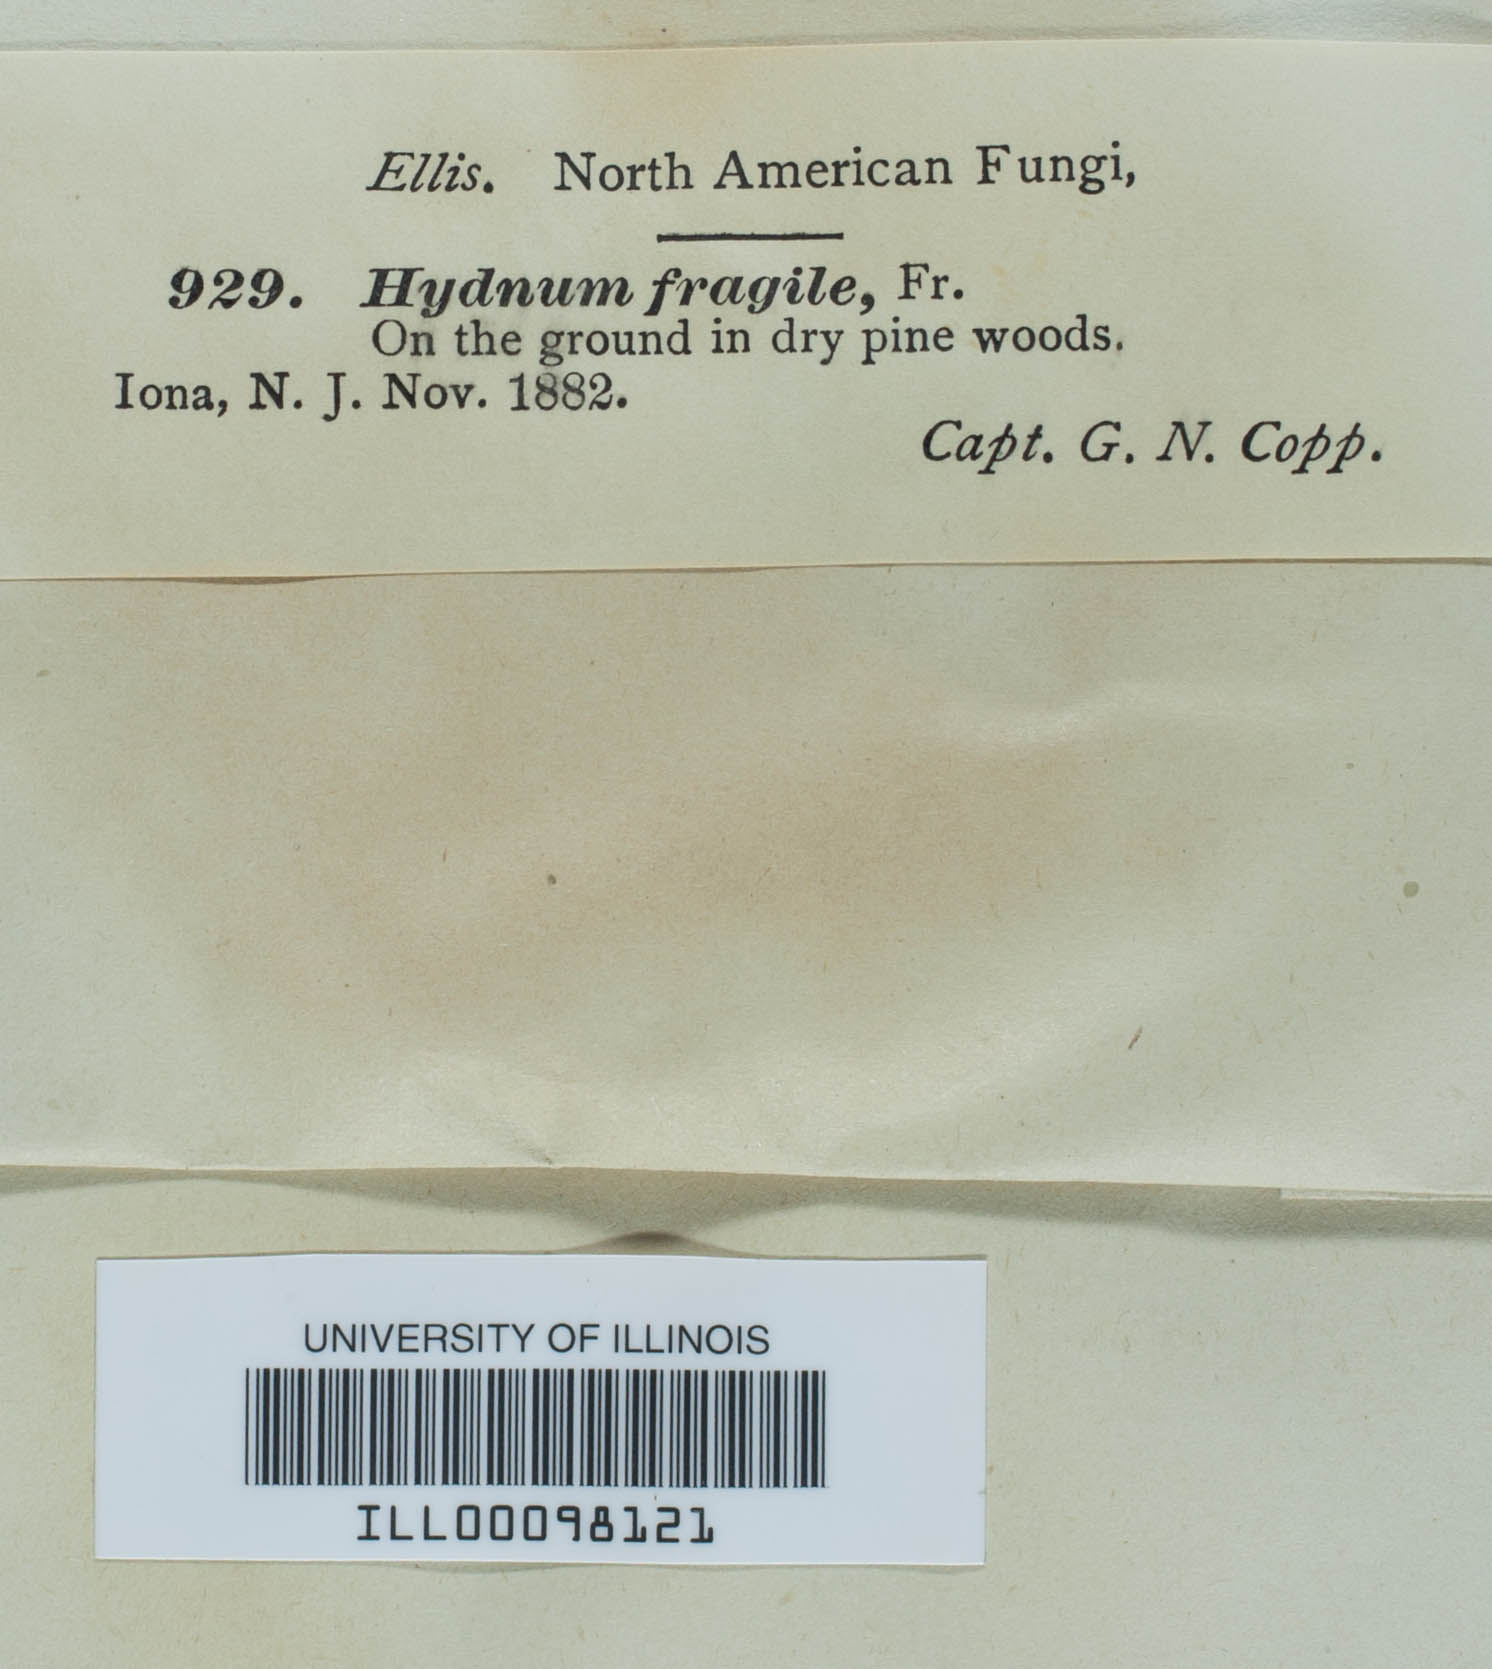 Ellis. North American Fungi,
929. Hydnum fragile, Fr.
On the ground in dry pine woods.
Iona, N. J. Nov. 1882.
Capt. G. N. Copp.
UNIVERSITY OF ILLINOIS
ILL00098121